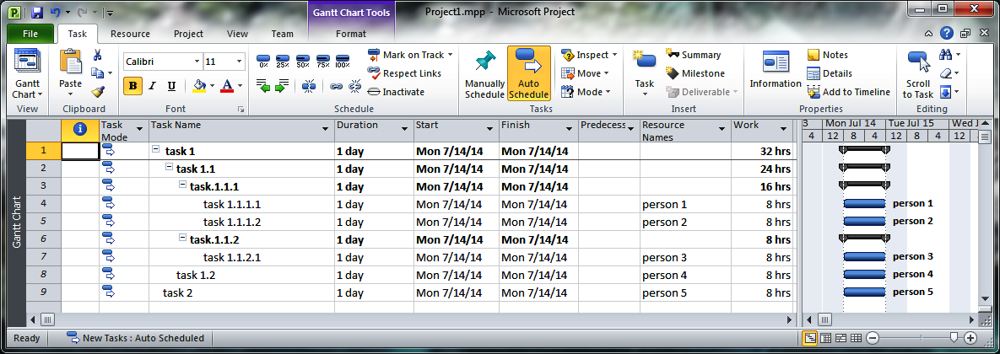 Gantt Chart Tools
Project1.mpp - Microsoft Project
File Task Resource Project View Team Format
Gantt Chart
View
Paste
Clipboard
Calibri 11
B I U A
Font
0% 25% 50% 75% 100%
Mark on Track
Respect Links
Inactivate
Schedule
Manually Schedule
Auto Schedule
Inspect
Move
Mode
Tasks
Task
Summary
Milestone
Deliverable
Insert
Information
Notes
Details
Add to Timeline
Properties
Scroll to Task
Editing
Task Mode Task Name Duration Start Finish Predecess Resource Names Work 3 Mon Jul 14 Tue Jul 15 Wed J
4 12 8 4 12 8 4 12 8
1 task 1 1 day Mon 7/14/14 Mon 7/14/14 32 hrs
2 task 1.1 1 day Mon 7/14/14 Mon 7/14/14 24 hrs
3 task.1.1.1 1 day Mon 7/14/14 Mon 7/14/14 16 hrs
4 task 1.1.1.1 1 day Mon 7/14/14 Mon 7/14/14 person 1 8 hrs person 1
5 task 1.1.1.2 1 day Mon 7/14/14 Mon 7/14/14 person 2 8 hrs person 2
6 task.1.1.2 1 day Mon 7/14/14 Mon 7/14/14 8 hrs
7 task 1.1.2.1 1 day Mon 7/14/14 Mon 7/14/14 person 3 8 hrs person 3
8 task 1.2 1 day Mon 7/14/14 Mon 7/14/14 person 4 8 hrs person 4
9 task 2 1 day Mon 7/14/14 Mon 7/14/14 person 5 8 hrs person 5
Gantt Chart
Ready New Tasks : Auto Scheduled